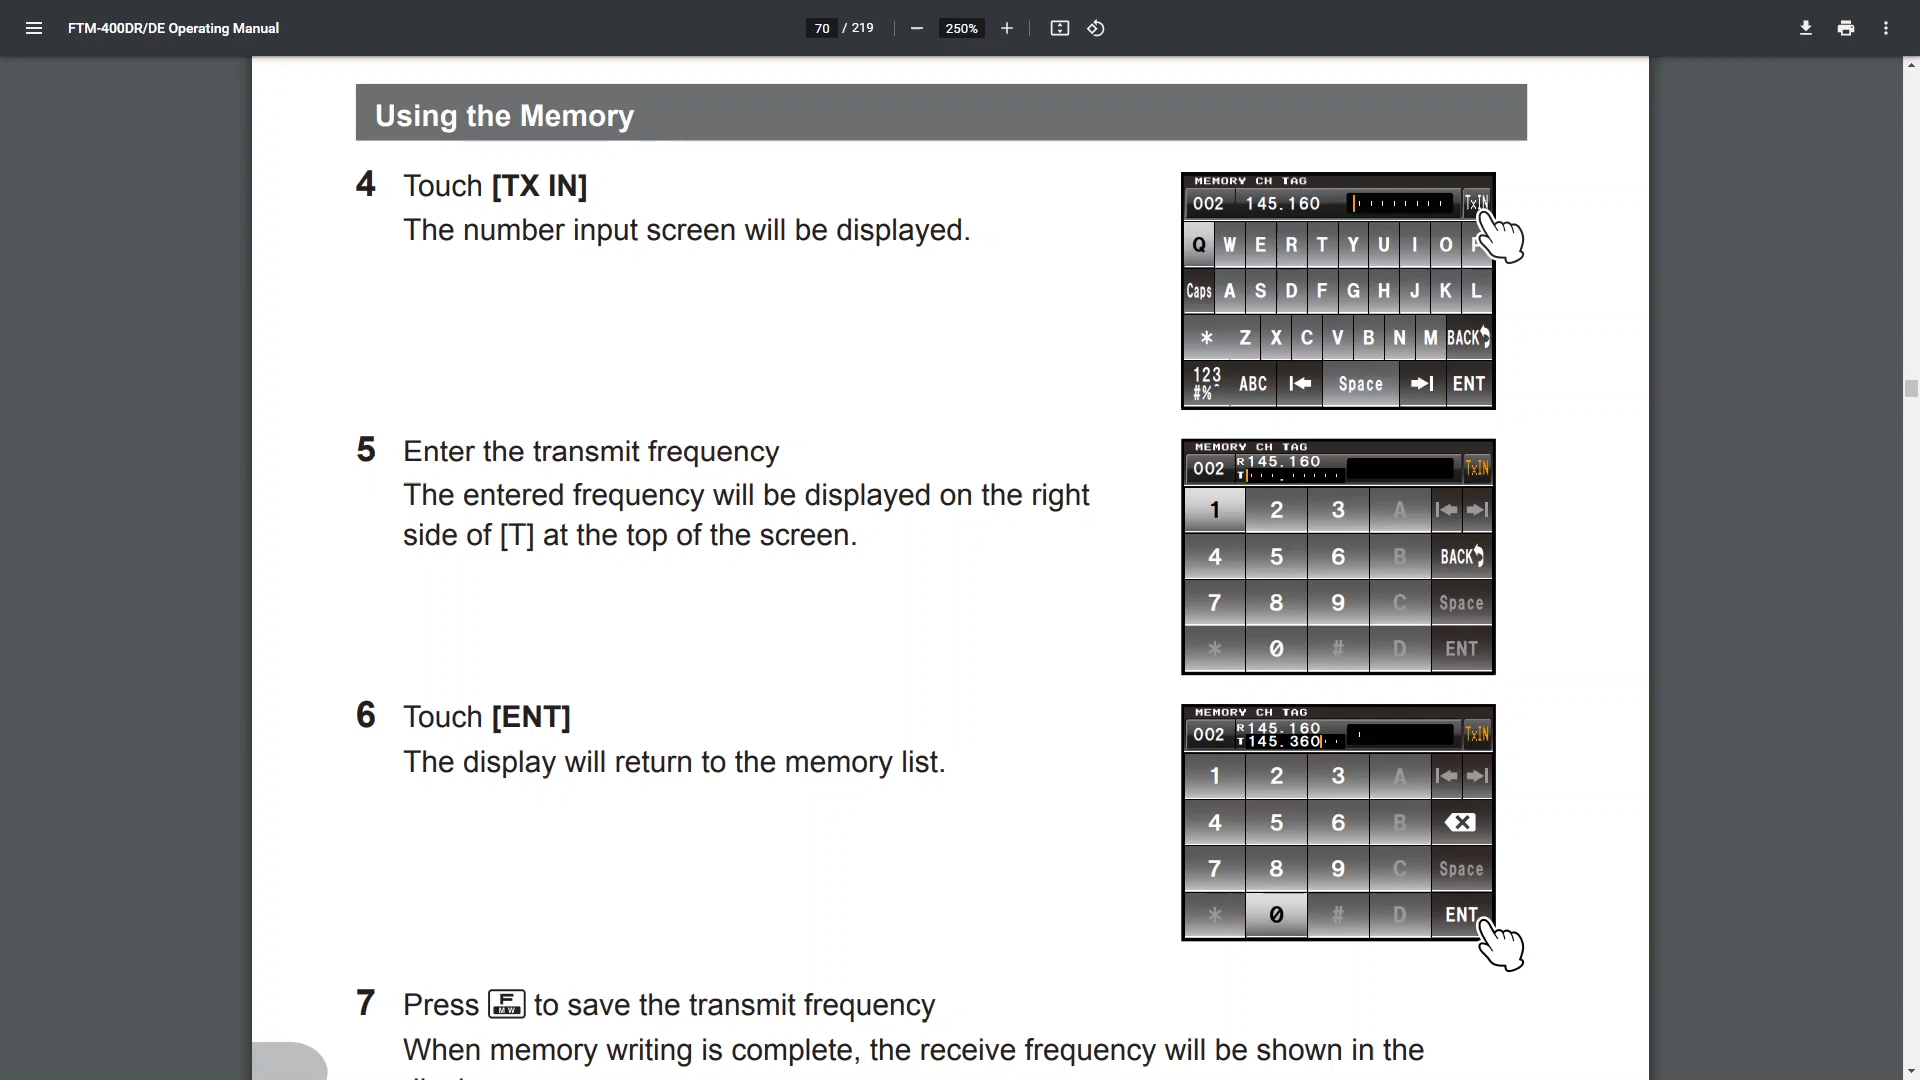 FTM-400DR/DE Operating Manual
70 / 219
250%
Using the Memory
4 Touch [TX IN]
The number input screen will be displayed.
MEMORY CH TAG
002 145.160 TxIN
Q W E R T Y U I O P
Caps A S D F G H J K L
* Z X C V B N M BACK
123 #%^ ABC Space ENT
5 Enter the transmit frequency
The entered frequency will be displayed on the right
side of [T] at the top of the screen.
MEMORY CH TAG
002 R 145.160 TxIN
T
1 2 3 A
4 5 6 B BACK
7 8 9 C Space
* 0 # D ENT
6 Touch [ENT]
The display will return to the memory list.
MEMORY CH TAG
002 R 145.160 TxIN
T 145.360
1 2 3 A
4 5 6 B
7 8 9 C Space
* 0 # D ENT
7 Press F MW to save the transmit frequency
When memory writing is complete, the receive frequency will be shown in the